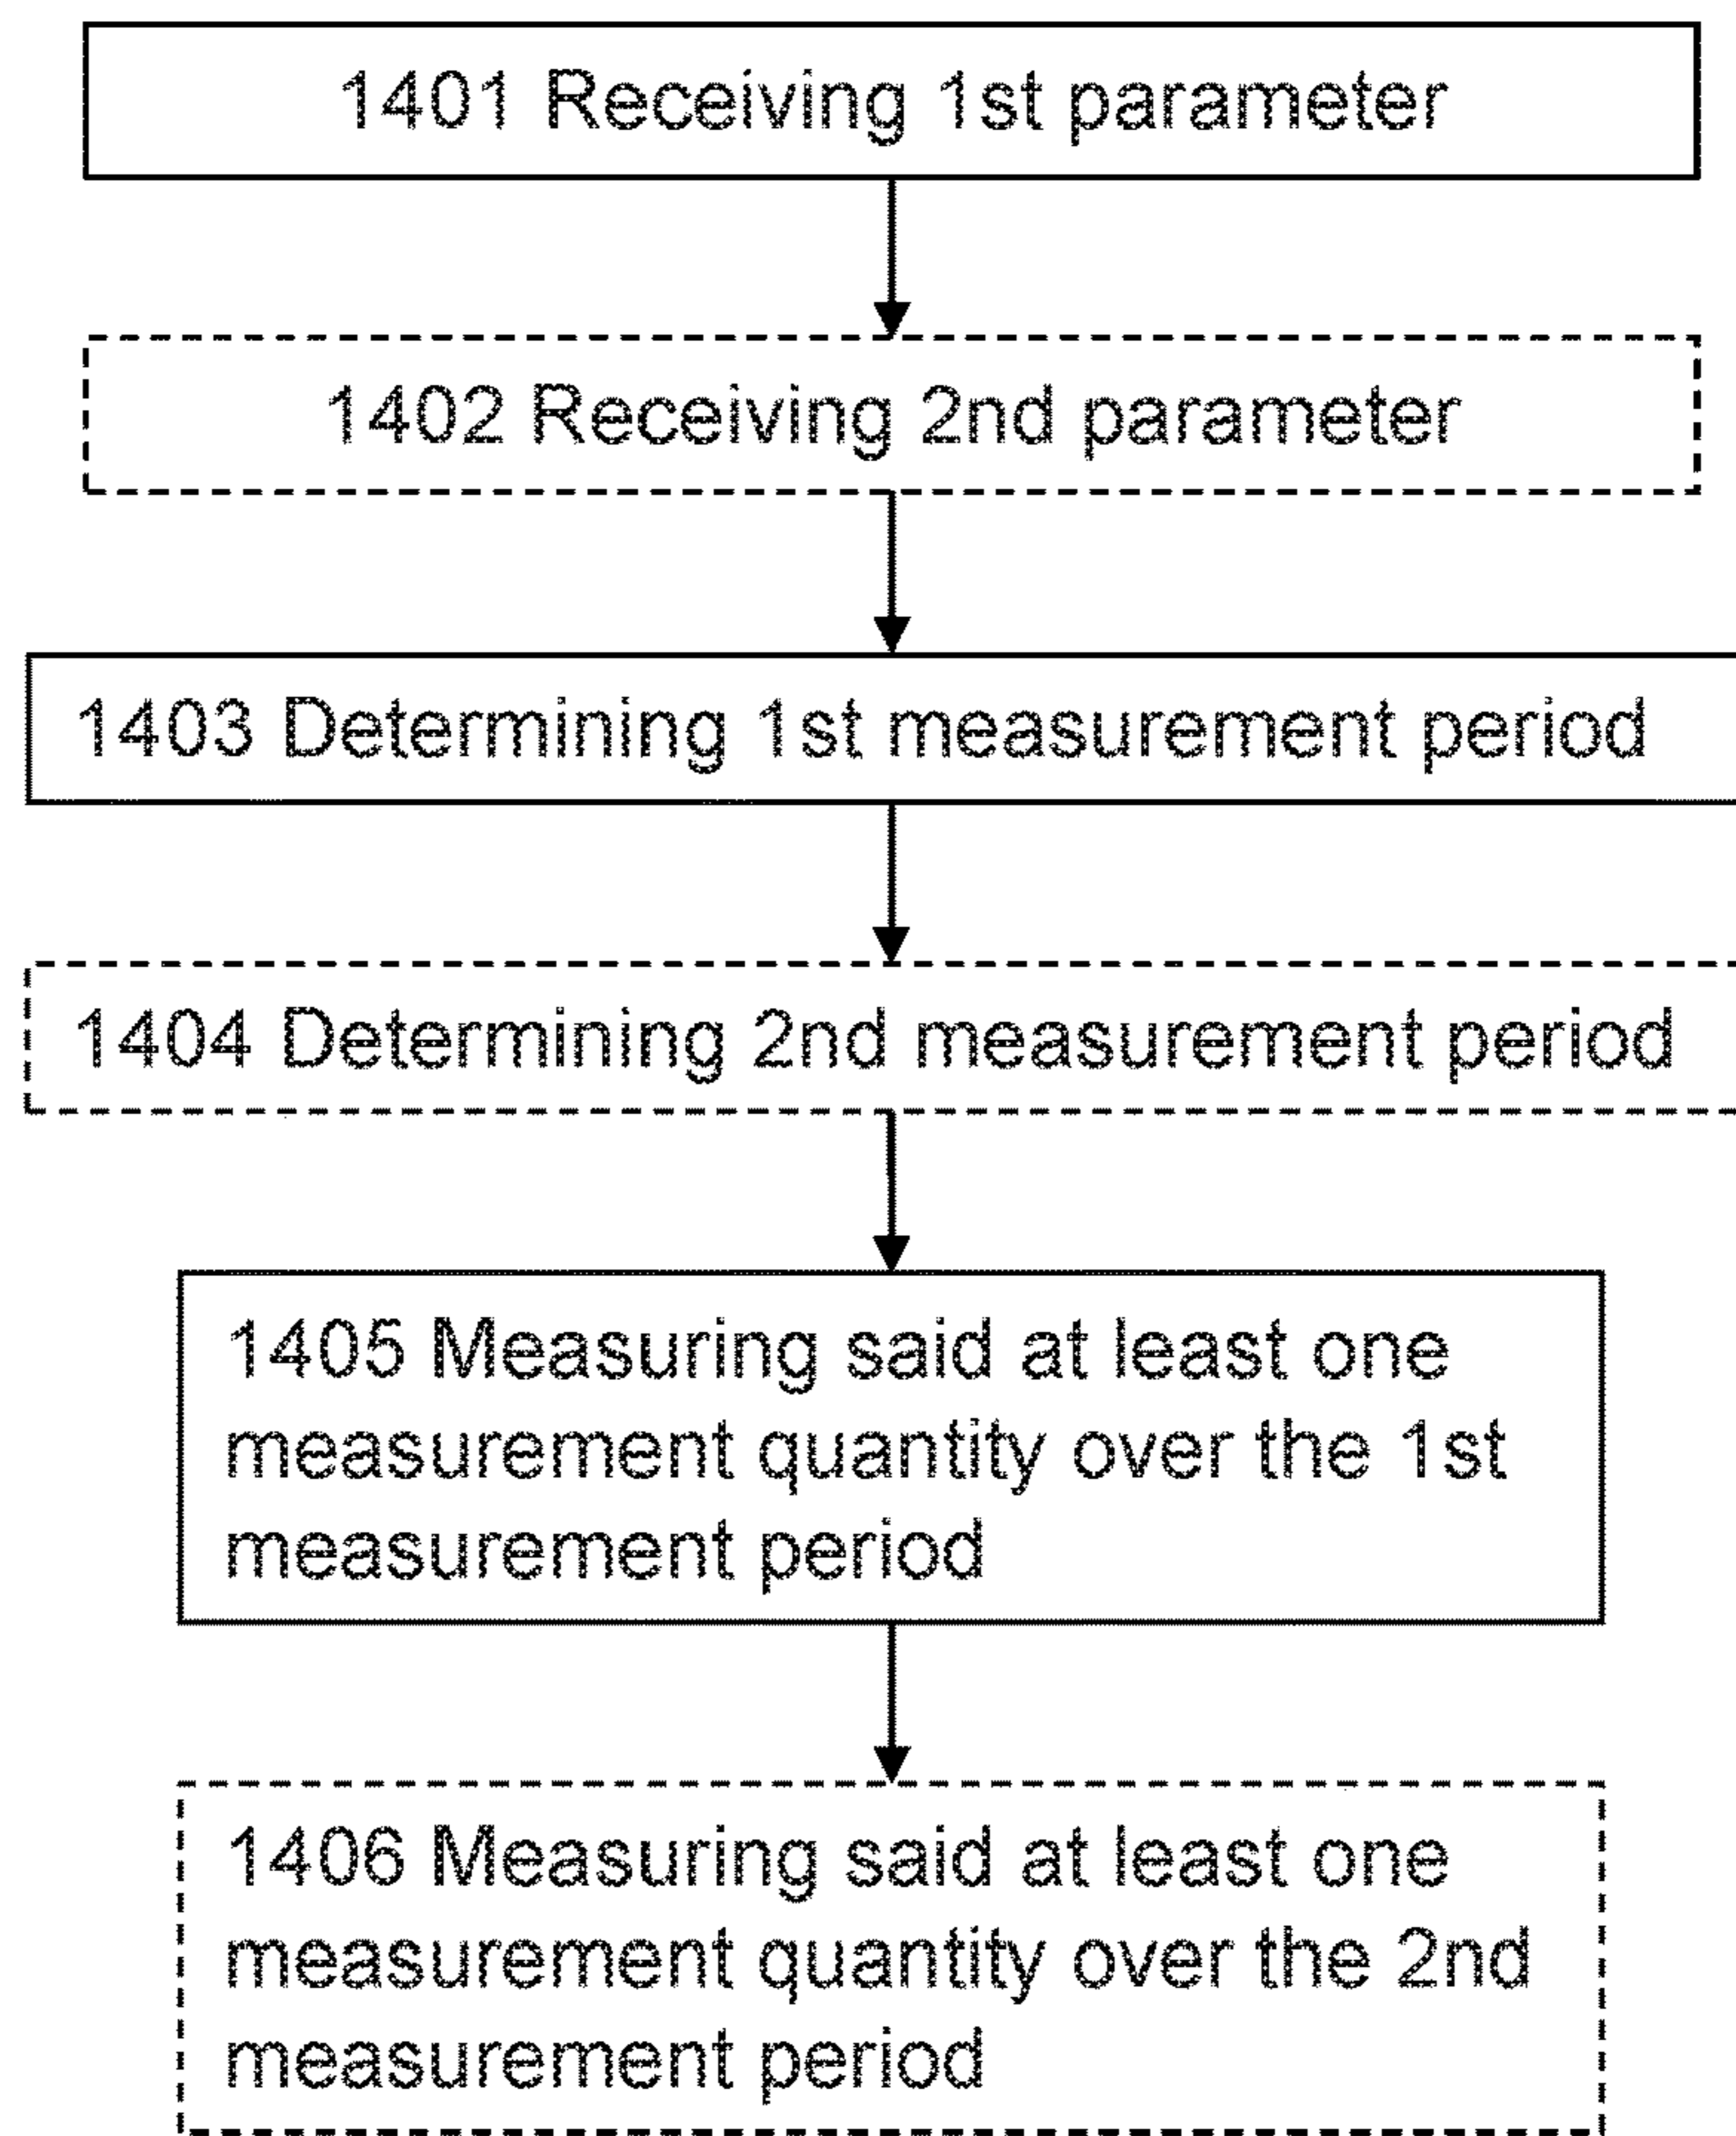 1401 Receiving 1st parameter
1402 Receiving 2nd parameter
1403 Determining 1st measurement period
1404 Determining 2nd measurement period
1405 Measuring said at least one
measurement quantity over the 1st
measurement period
1406 Measuring said at least one
measurement quantity over the 2nd
measurement period